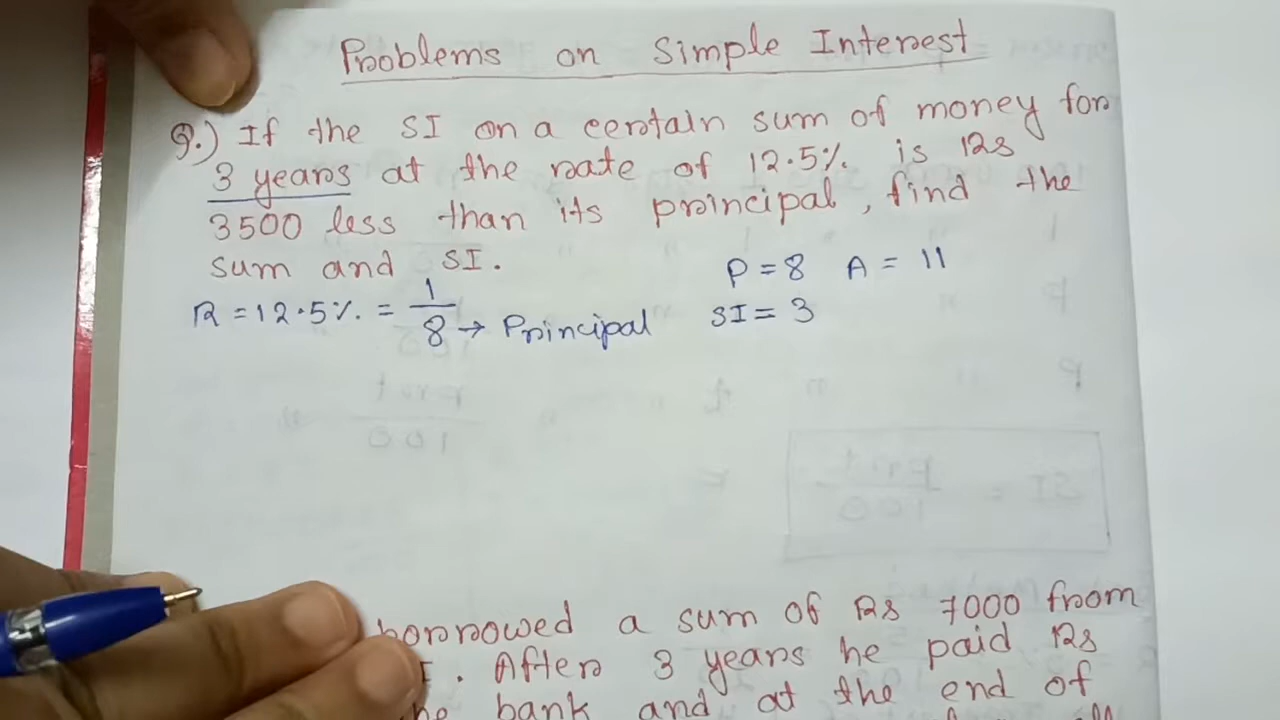 Problems on Simple Interest
Q.) If the SI on a certain sum of money for
3 years at the rate of 12.5% is Rs
3500 less than its principal, find the
sum and SI.
P = 8 A = 11
R = 12.5% = 1/8 → Principal SI = 3
borrowed a sum of Rs 7000 from
. After 3 years he paid Rs
bank and at the end of